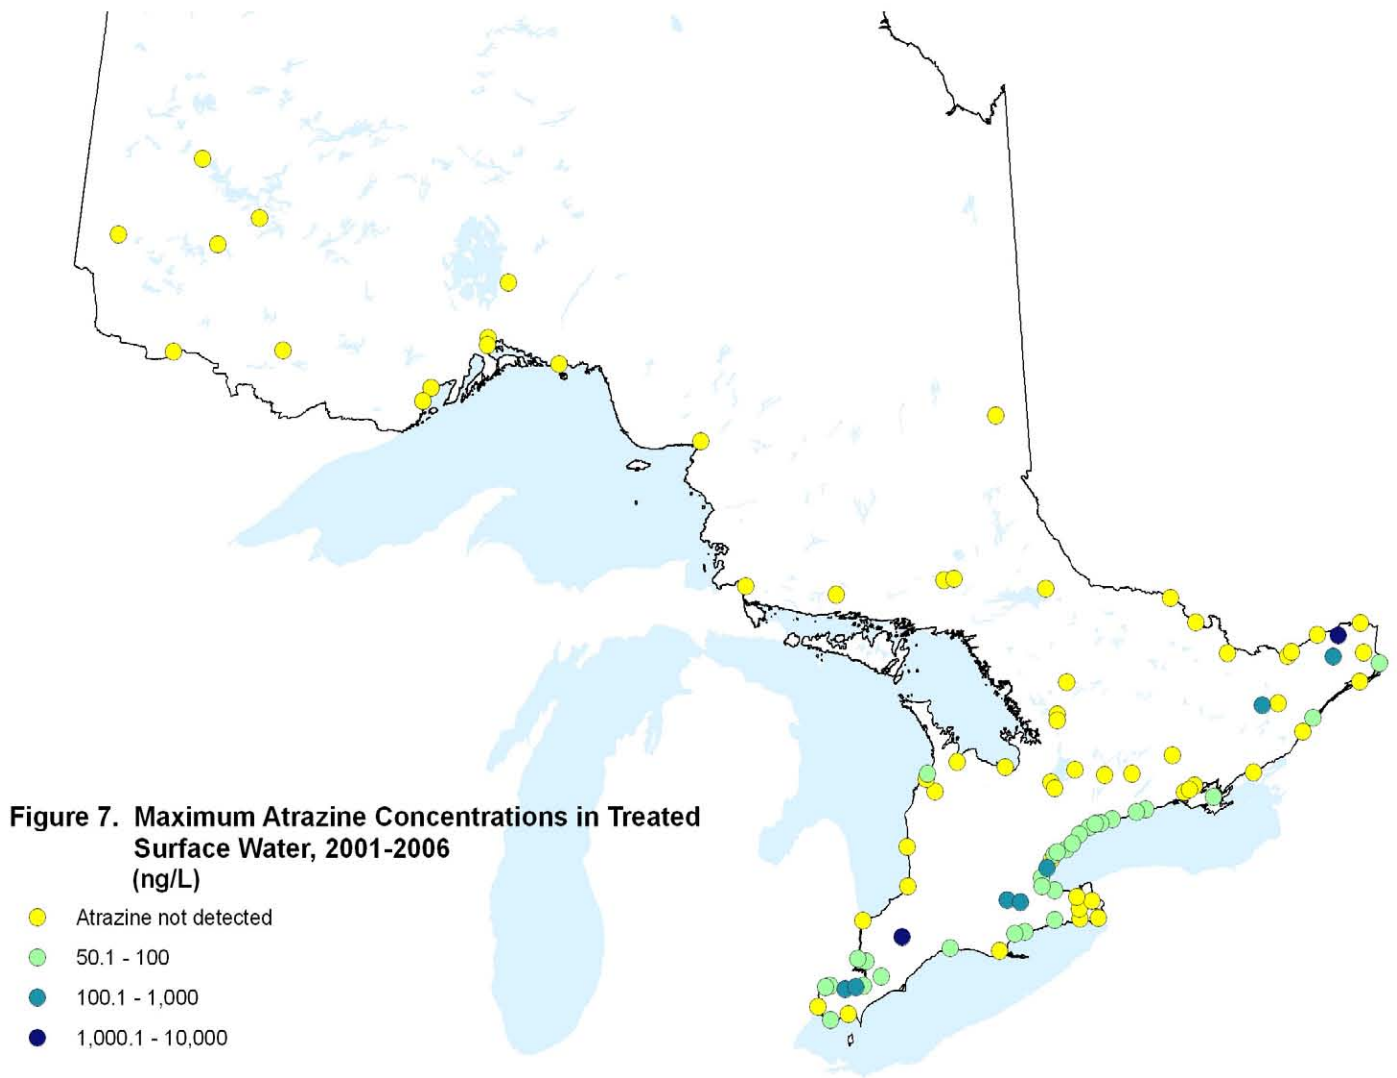 Figure 7. Maximum Atrazine Concentrations in Treated
Surface Water, 2001-2006
(ng/L)
Atrazine not detected
50.1 - 100
100.1 - 1,000
1,000.1 - 10,000